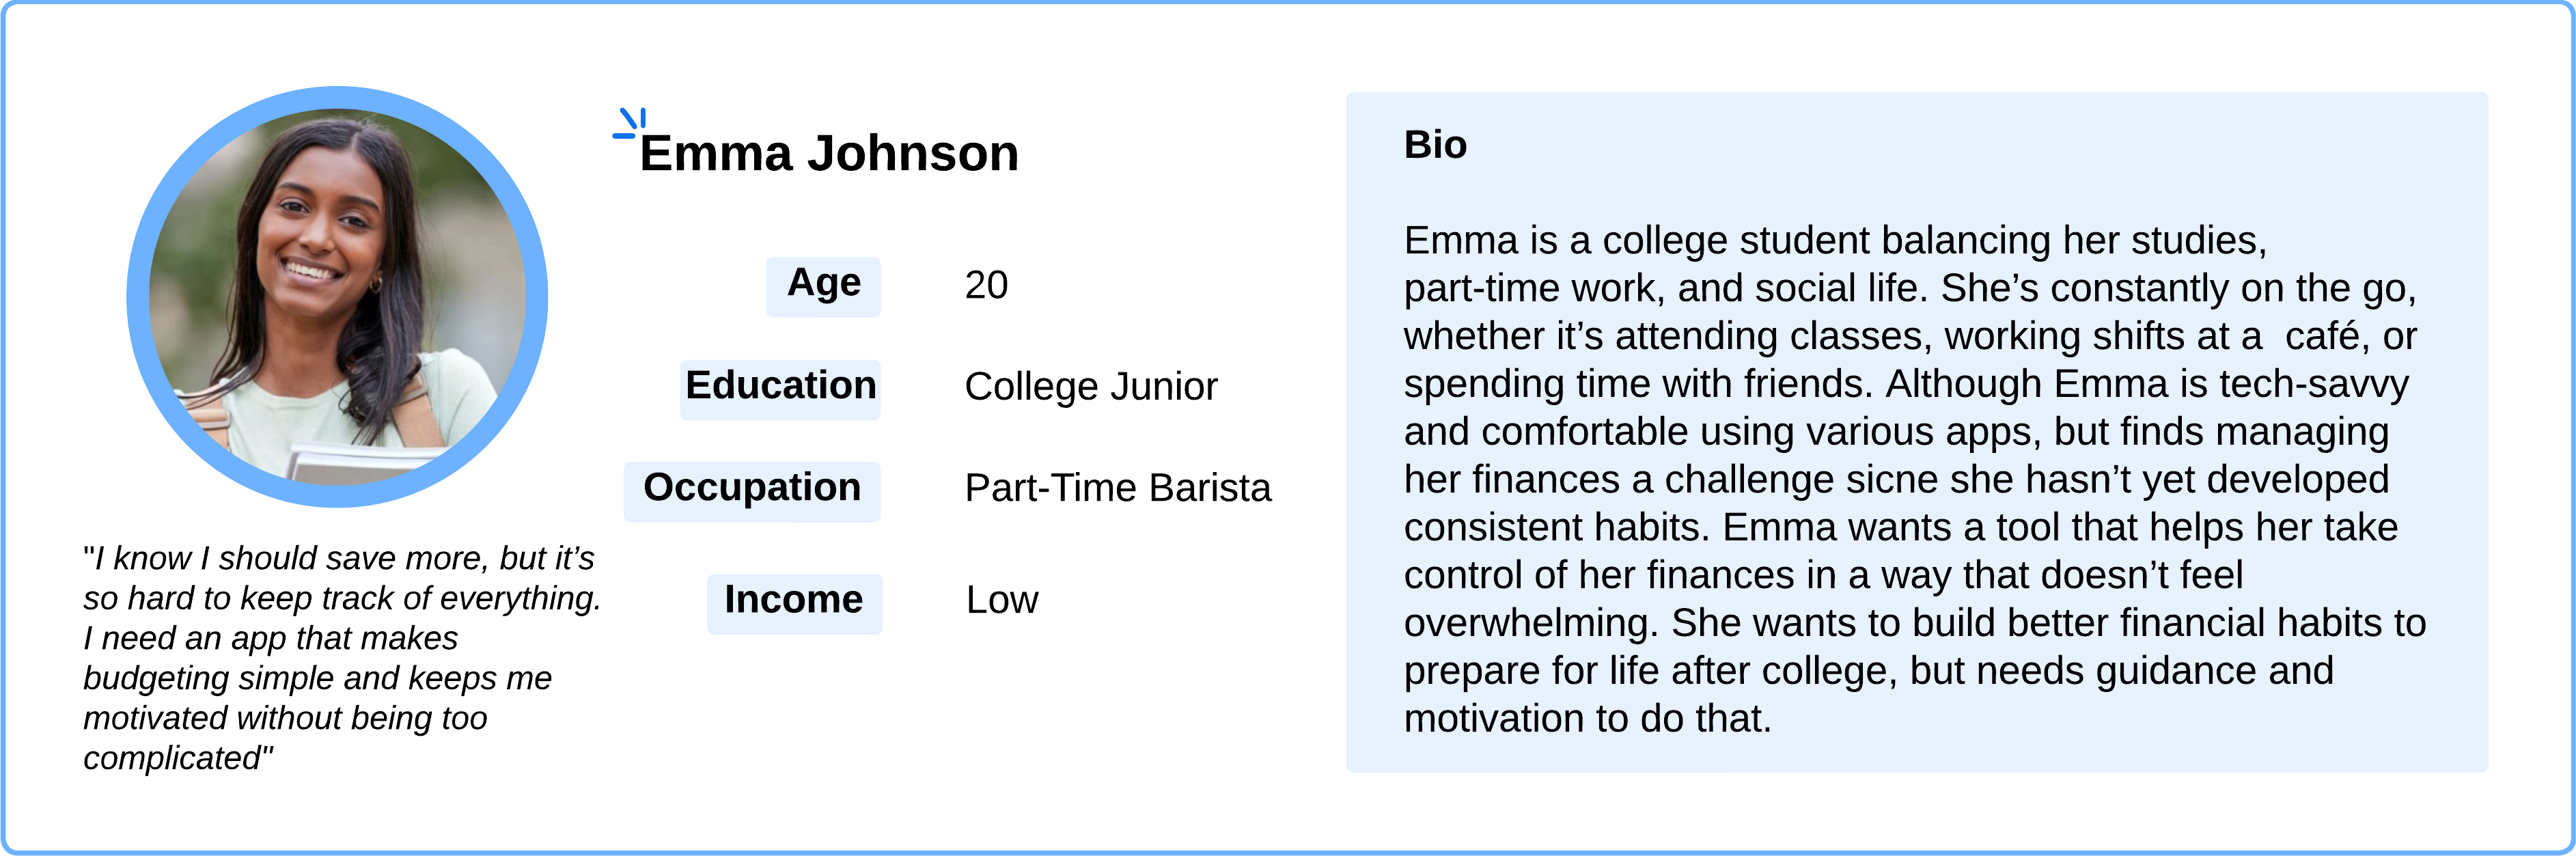 Emma Johnson
Age 20
Education College Junior
Occupation Part-Time Barista
Income Low
"I know I should save more, but it’s
so hard to keep track of everything.
I need an app that makes
budgeting simple and keeps me
motivated without being too
complicated"
Bio
Emma is a college student balancing her studies,
part-time work, and social life. She’s constantly on the go,
whether it’s attending classes, working shifts at a  café, or
spending time with friends. Although Emma is tech-savvy
and comfortable using various apps, but finds managing
her finances a challenge sicne she hasn’t yet developed
consistent habits. Emma wants a tool that helps her take
control of her finances in a way that doesn’t feel
overwhelming. She wants to build better financial habits to
prepare for life after college, but needs guidance and
motivation to do that.